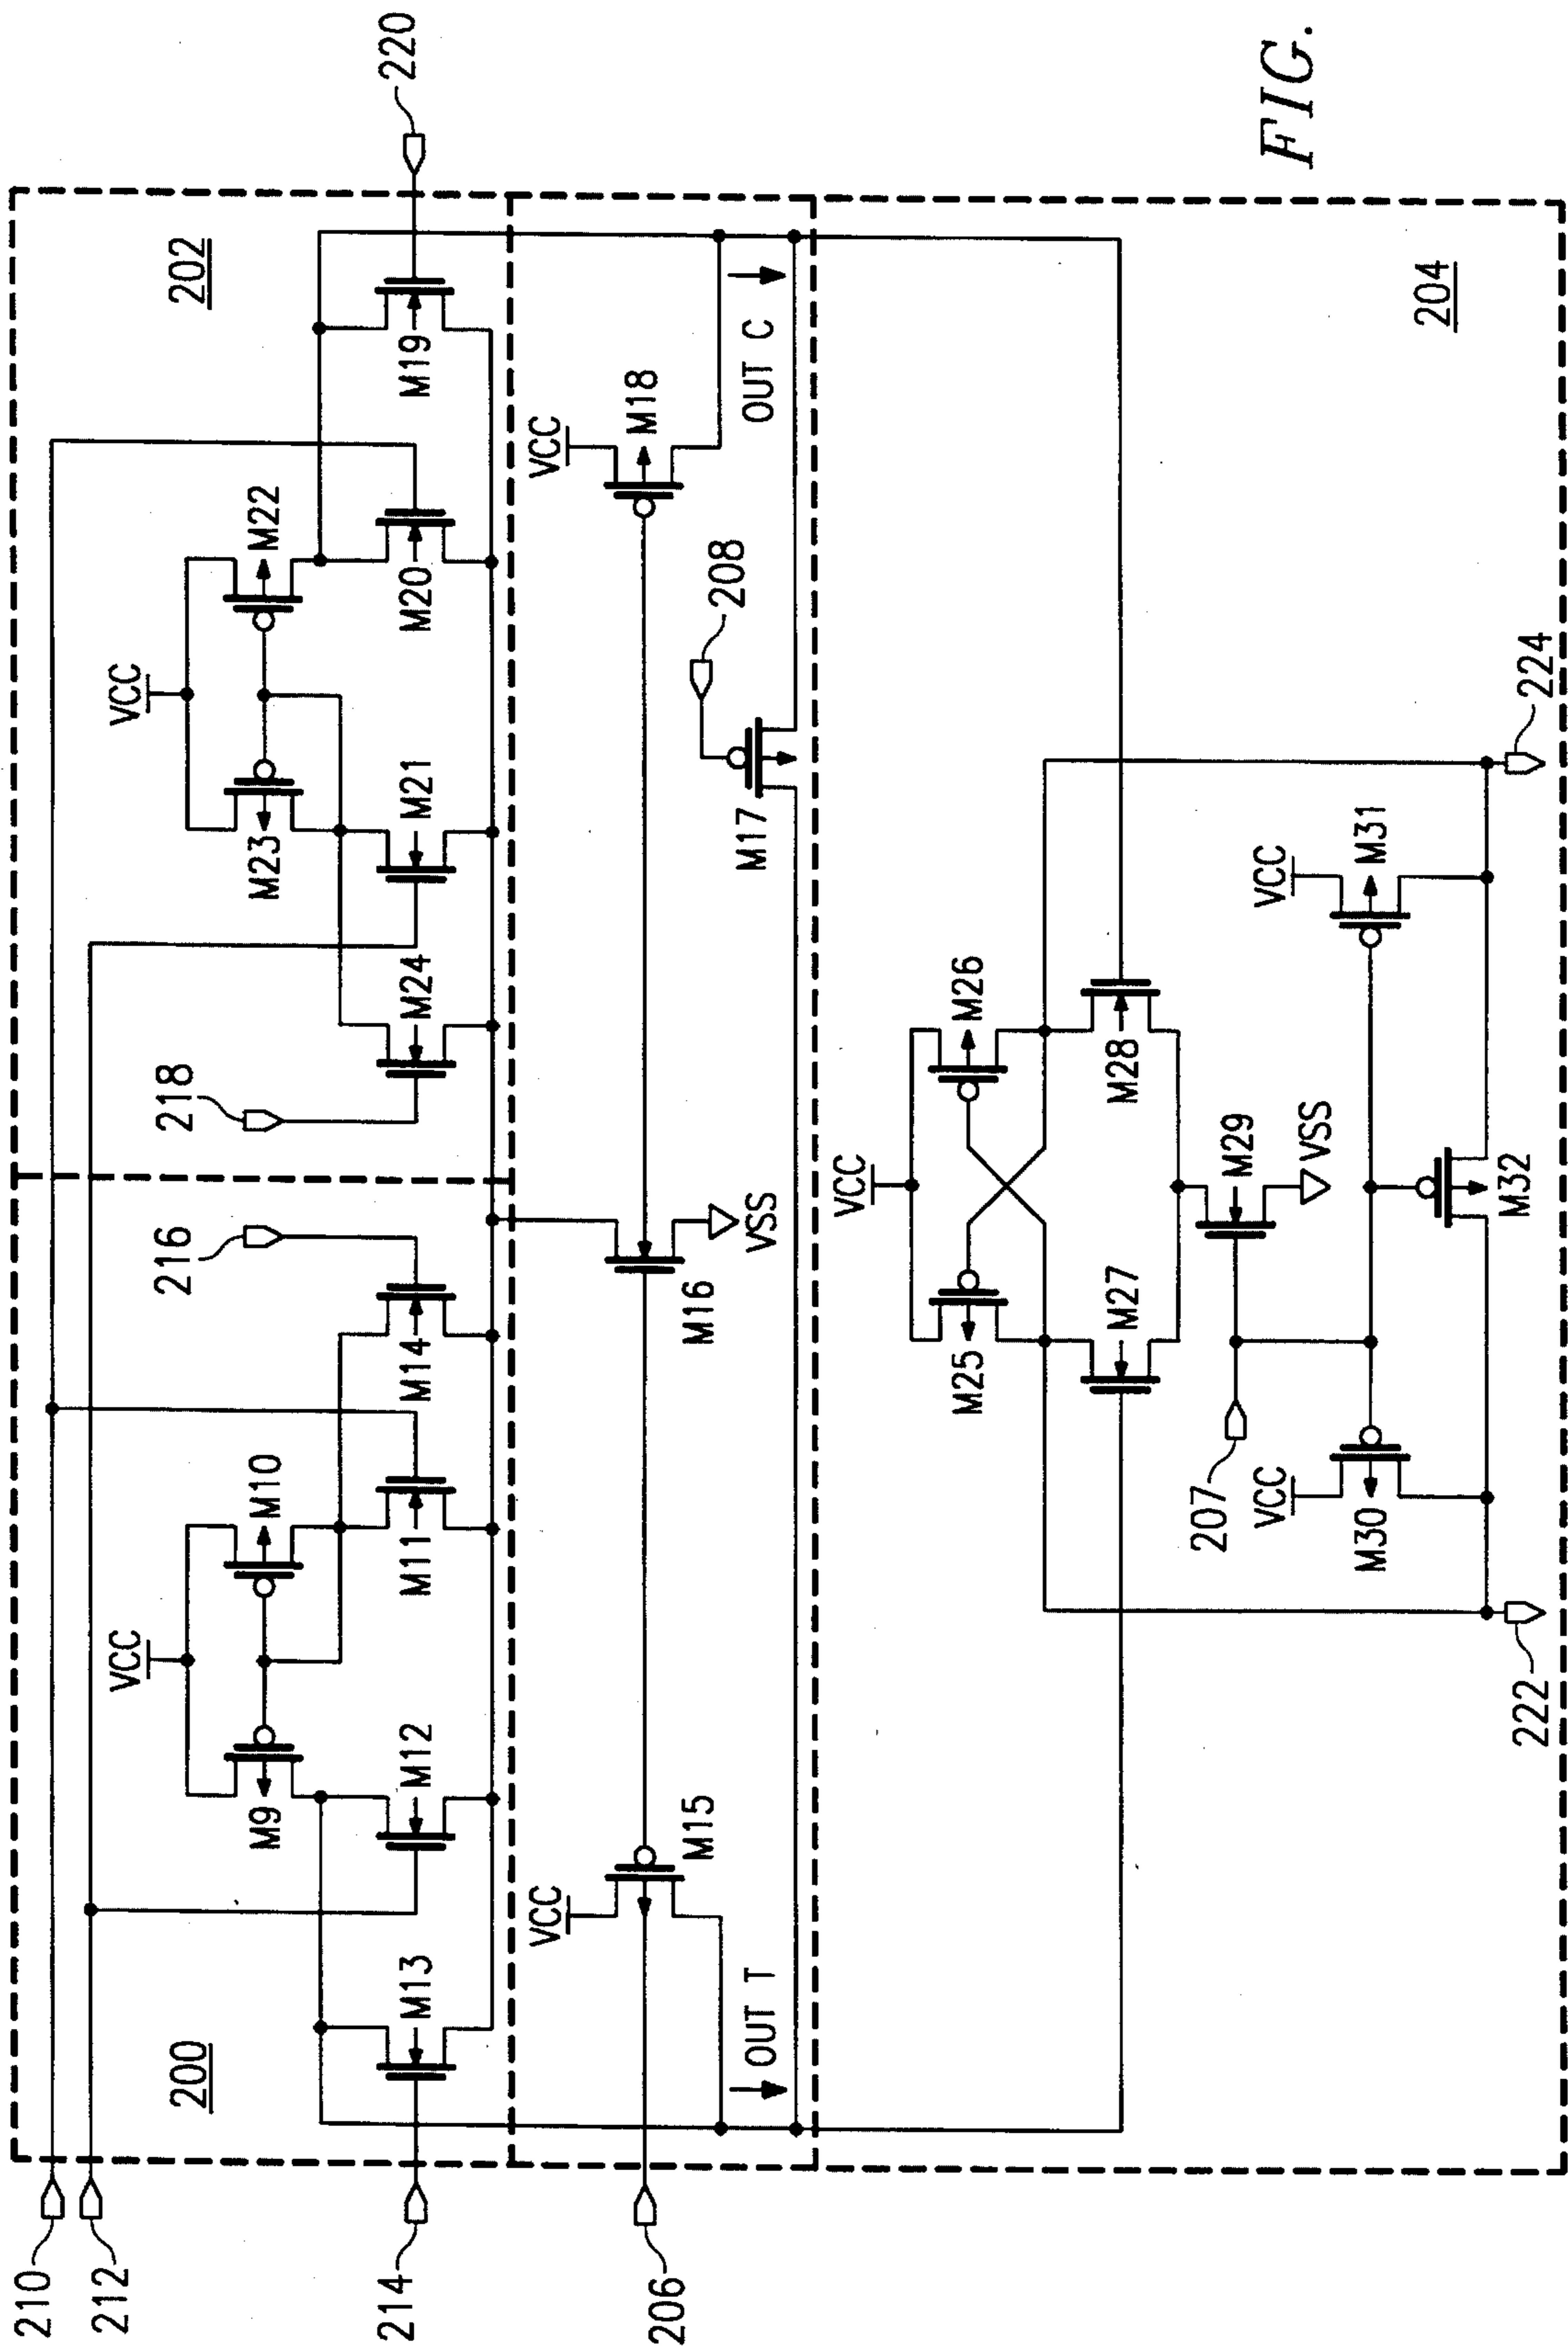 210
212
200
202
VCC
VCC
M9
M10
216
218
M23
M22
214
M13
M12
M11
M14
M24
M21
M20
M19
220
VCC
VCC
206
M15
M16
M18
VSS
208
OUT T
M17
OUT C
VCC
M25
M26
M27
M28
207
M29
VSS
VCC
VCC
M30
M31
M32
204
222
224
FIG.